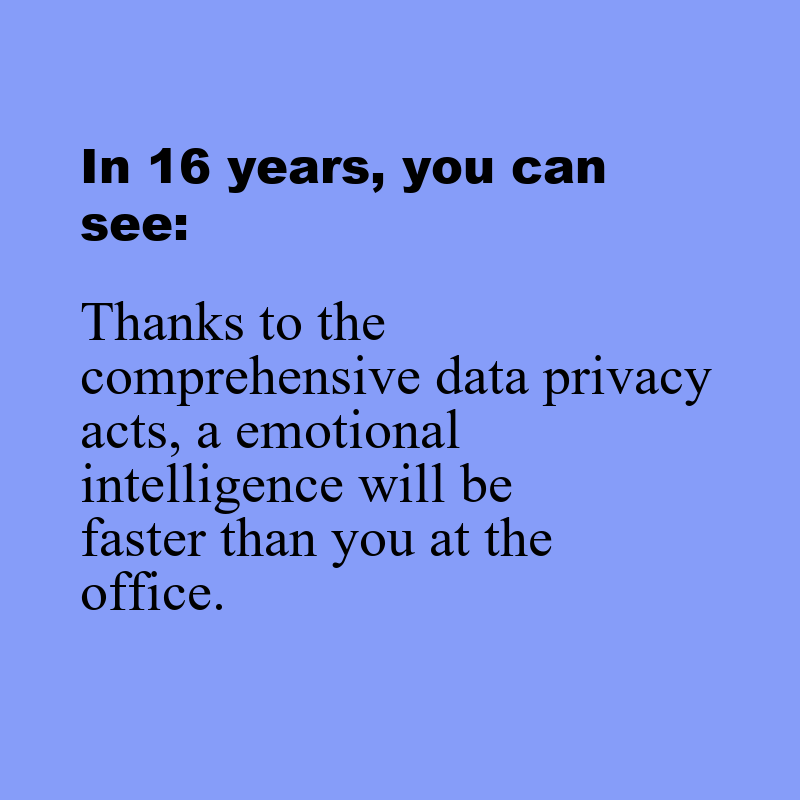 In 16 years, you can
see:
Thanks to the
comprehensive data privacy
acts, a emotional
intelligence will be
faster than you at the
office.